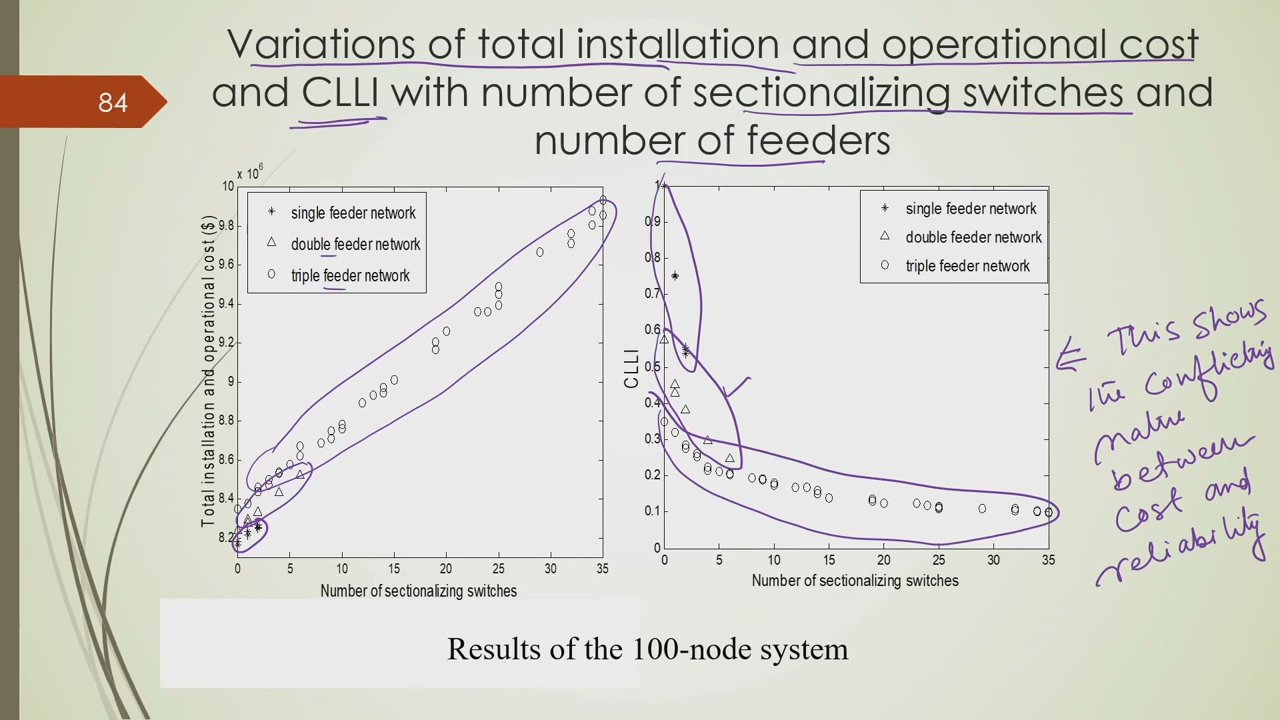 Variations of total installation and operational cost
and CLLI with number of sectionalizing switches and
number of feeders
84
x 10^6
Total installation and operational cost ($)
10
9.8
9.6
9.4
9.2
9
8.8
8.6
8.4
8.2
single feeder network
double feeder network
triple feeder network
0 5 10 15 20 25 30 35
Number of sectionalizing switches
CLLI
1
0.9
0.8
0.7
0.6
0.5
0.4
0.3
0.2
0.1
0
single feeder network
double feeder network
triple feeder network
0 5 10 15 20 25 30 35
Number of sectionalizing switches
This shows
the conflicting
nature
between
cost and
reliability
Results of the 100-node system